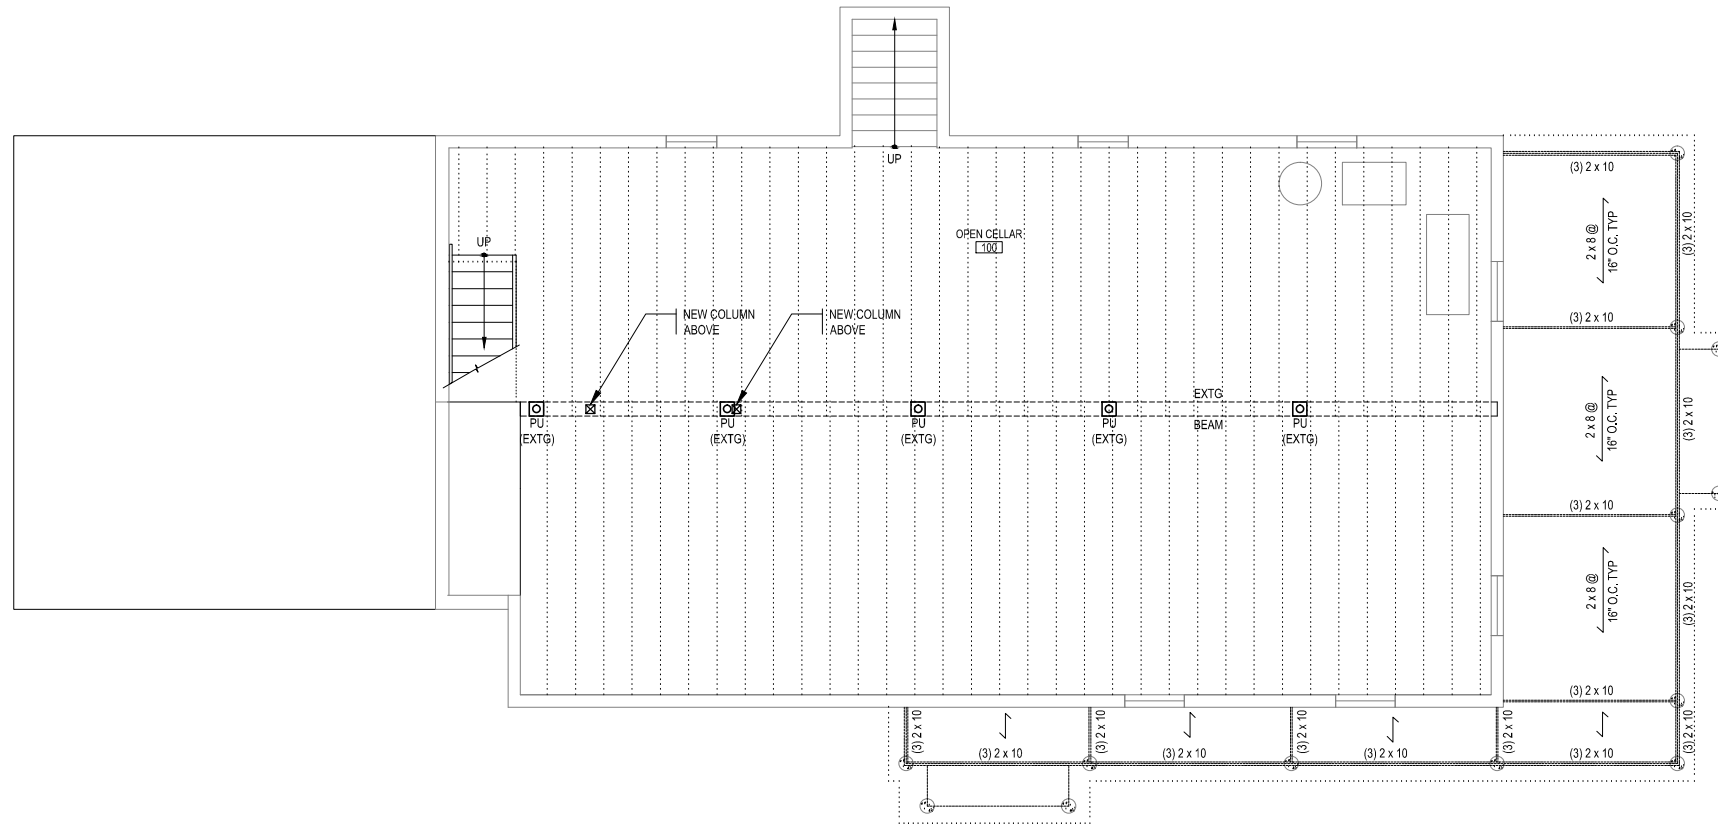 UP
(3) 2 x 10
(3) 2 x 10
2 x 8 @
16" O.C. TYP
OPEN CELLAR
100
UP
NEW COLUMN
ABOVE
NEW COLUMN
ABOVE
(3) 2 x 10
EXTG
BEAM
PU
(EXTG)
PU
(EXTG)
PU
(EXTG)
PU
(EXTG)
PU
(EXTG)
2 x 8 @
16" O.C. TYP
(3) 2 x 10
(3) 2 x 10
2 x 8 @
16" O.C. TYP
(3) 2 x 10
(3) 2 x 10
(3) 2 x 10
(3) 2 x 10
(3) 2 x 10
(3) 2 x 10
(3) 2 x 10
(3) 2 x 10
(3) 2 x 10
(3) 2 x 10
(3) 2 x 10
(3) 2 x 10